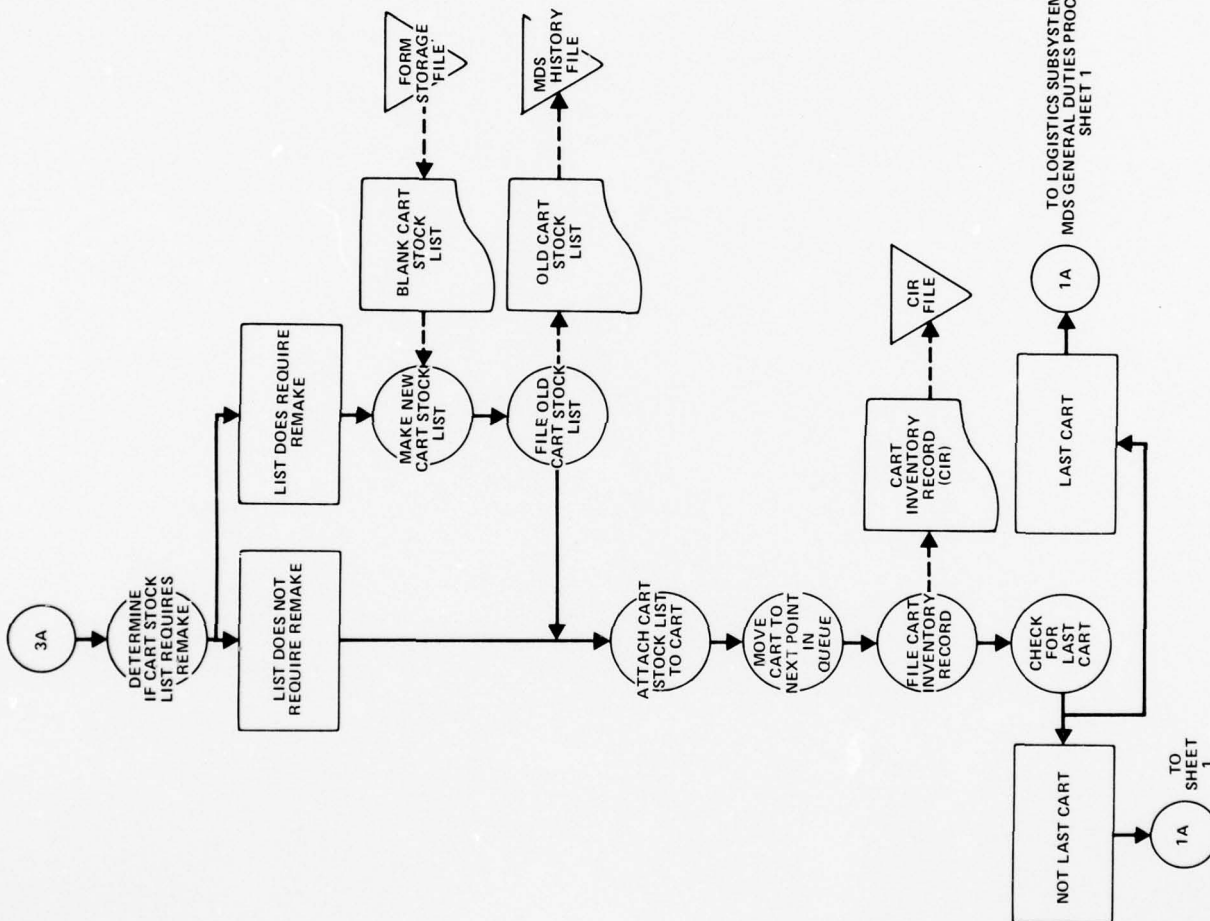 3A
DETERMINE
IF CART STOCK
LIST REQUIRES
REMAKE
LIST DOES NOT
REQUIRE REMAKE
LIST DOES REQUIRE
REMAKE
MAKE NEW
CART STOCK
LIST
BLANK CART
STOCK
LIST
FORM
STORAGE
FILE
FILE OLD
CART STOCK
LIST
OLD CART
STOCK
LIST
MDS
HISTORY
FILE
ATTACH CART
STOCK LIST
TO CART
MOVE
CART TO
NEXT POINT
IN
QUEUE
FILE CART
INVENTORY
RECORD
CART
INVENTORY
RECORD
(CIR)
CIR
FILE
CHECK
FOR
LAST
CART
LAST CART
1A
TO LOGISTICS SUBSYSTEM
MDS GENERAL DUTIES PROC
SHEET 1
NOT LAST CART
1A
TO
SHEET
1